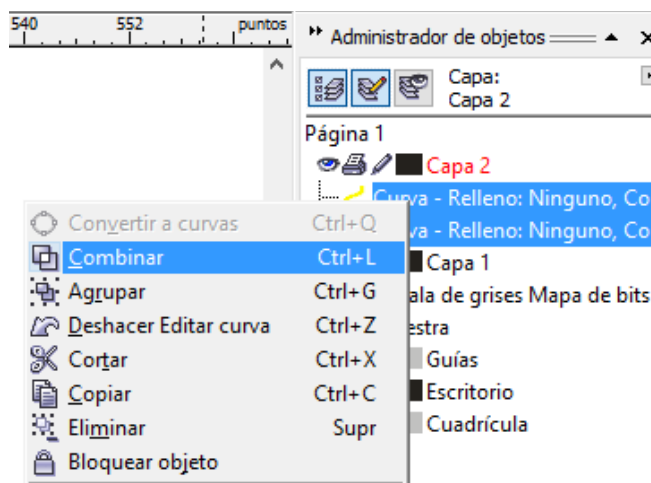 540 552 puntos
Administrador de objetos
Capa:
Capa 2
Página 1
Capa 2
Curva - Relleno: Ninguno, Co
va - Relleno: Ninguno, Co
Capa 1
ala de grises Mapa de bits
estra
Guías
Escritorio
Cuadrícula
Convertir a curvas Ctrl+Q
Combinar Ctrl+L
Agrupar Ctrl+G
Deshacer Editar curva Ctrl+Z
Cortar Ctrl+X
Copiar Ctrl+C
Eliminar Supr
Bloquear objeto